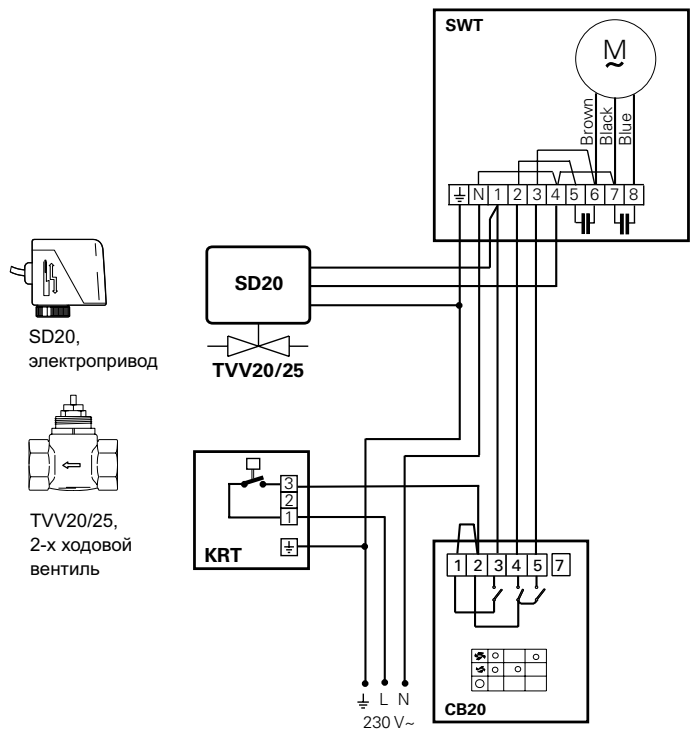 SWT
M
~
Brown
Black
Blue
N 1 2 3 4 5 6 7 8
SD20
TVV20/25
SD20,
электропривод
TVV20/25,
2-х ходовой
вентиль
3
2
1
KRT
1 2 3 4 5 7
CB20
L N
230 V~